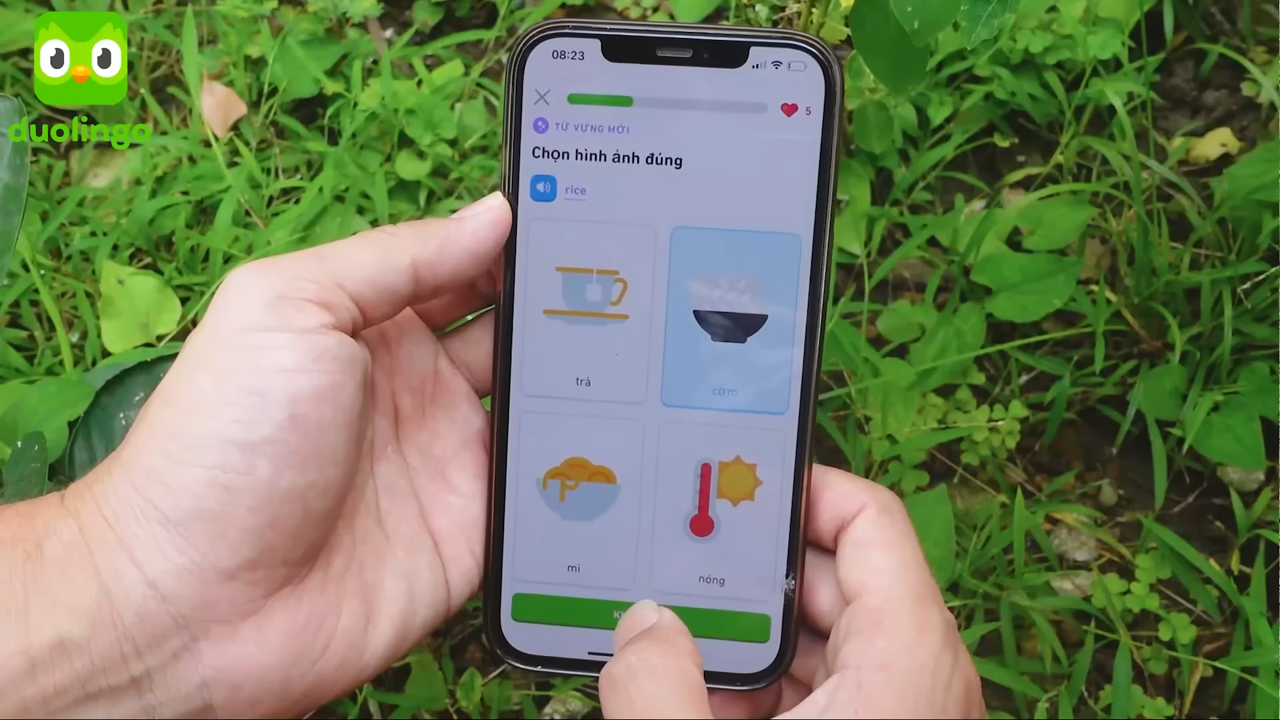 duolingo
08:23
5
TỪ VỰNG MỚI
Chọn hình ảnh đúng
rice
trà
cơm
mì
nóng